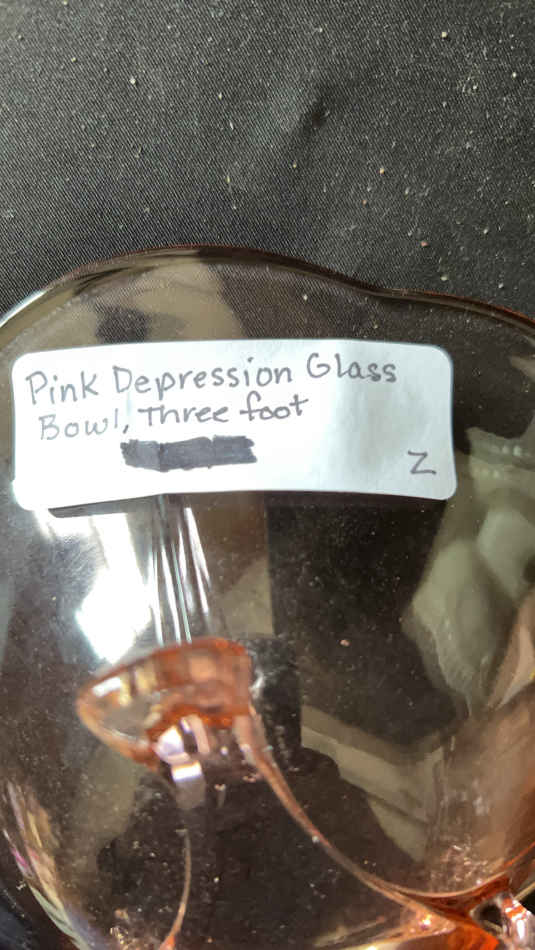 Pink Depression Glass
Bowl, Three foot
Z